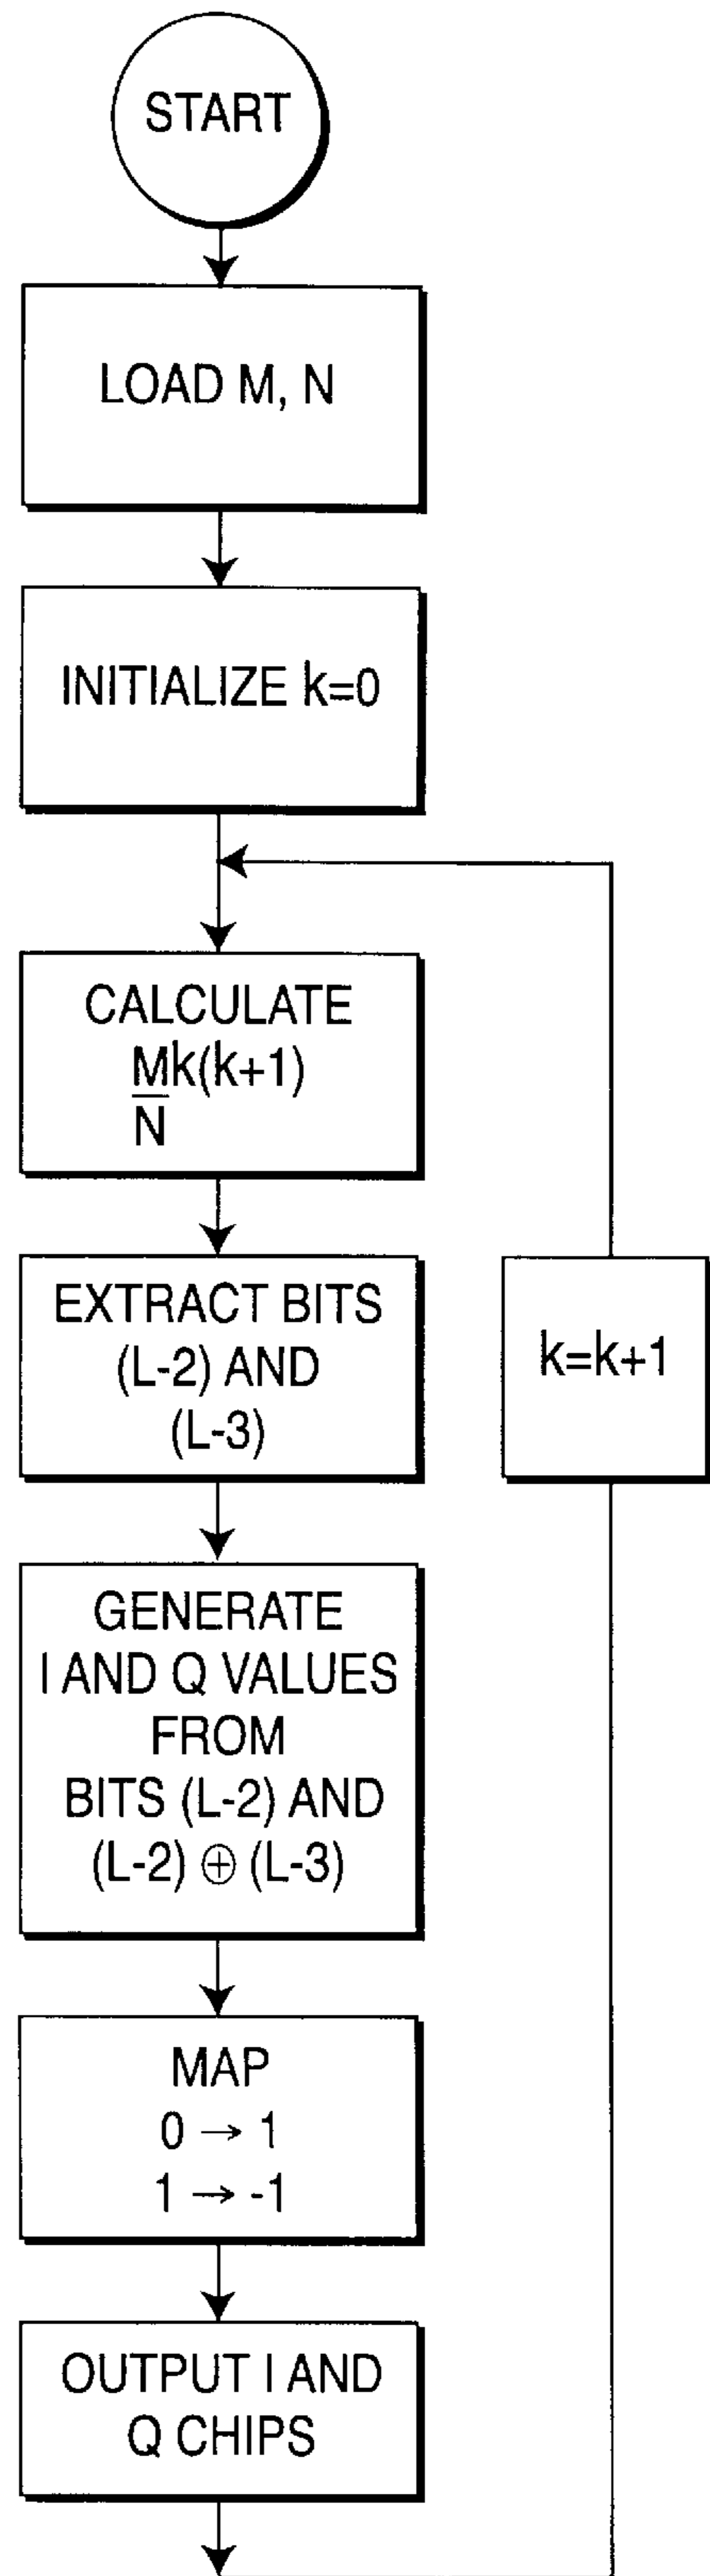 START
LOAD M, N
INITIALIZE k=0
CALCULATE
M/N k(k+1)
EXTRACT BITS
(L-2) AND
(L-3)
k=k+1
GENERATE
I AND Q VALUES
FROM
BITS (L-2) AND
(L-2) ⊕ (L-3)
MAP
0 → 1
1 → -1
OUTPUT I AND
Q CHIPS